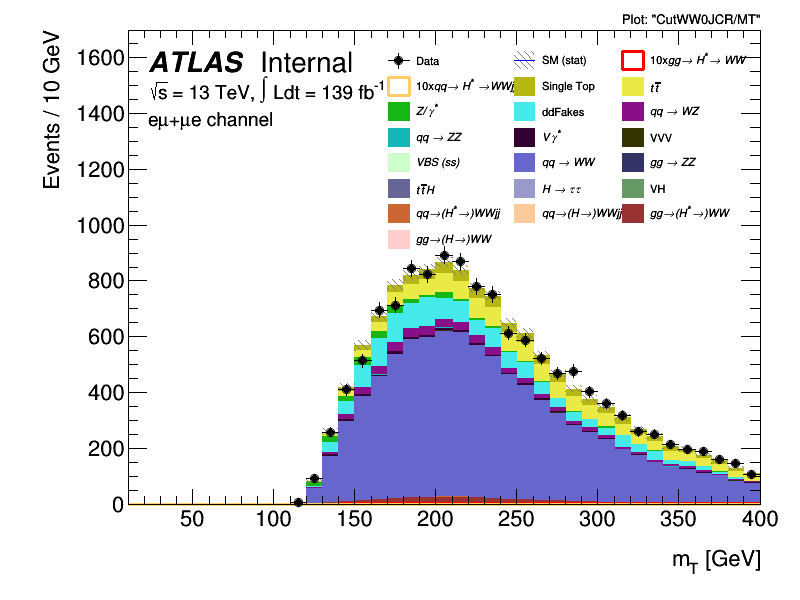 Plot: "CutWW0JCR/MT"
Events / 10 GeV
1600
1400
1200
1000
800
600
400
200
0
ATLAS Internal
√s = 13 TeV, ∫ Ldt = 139 fb⁻¹
eμ+μe channel
Data SM (stat) 10xgg→ H*→ WW
10xqq→ H*→WWjj Single Top tt̅
Z/γ* ddFakes qq → WZ
qq → ZZ Vγ* VVV
VBS (ss) qq → WW gg → ZZ
tt̅H H → ττ VH
qq→(H*→)WWjj qq→(H→)WWjj gg→(H*→)WW
gg→(H→)WW
50 100 150 200 250 300 350 400
m_T [GeV]